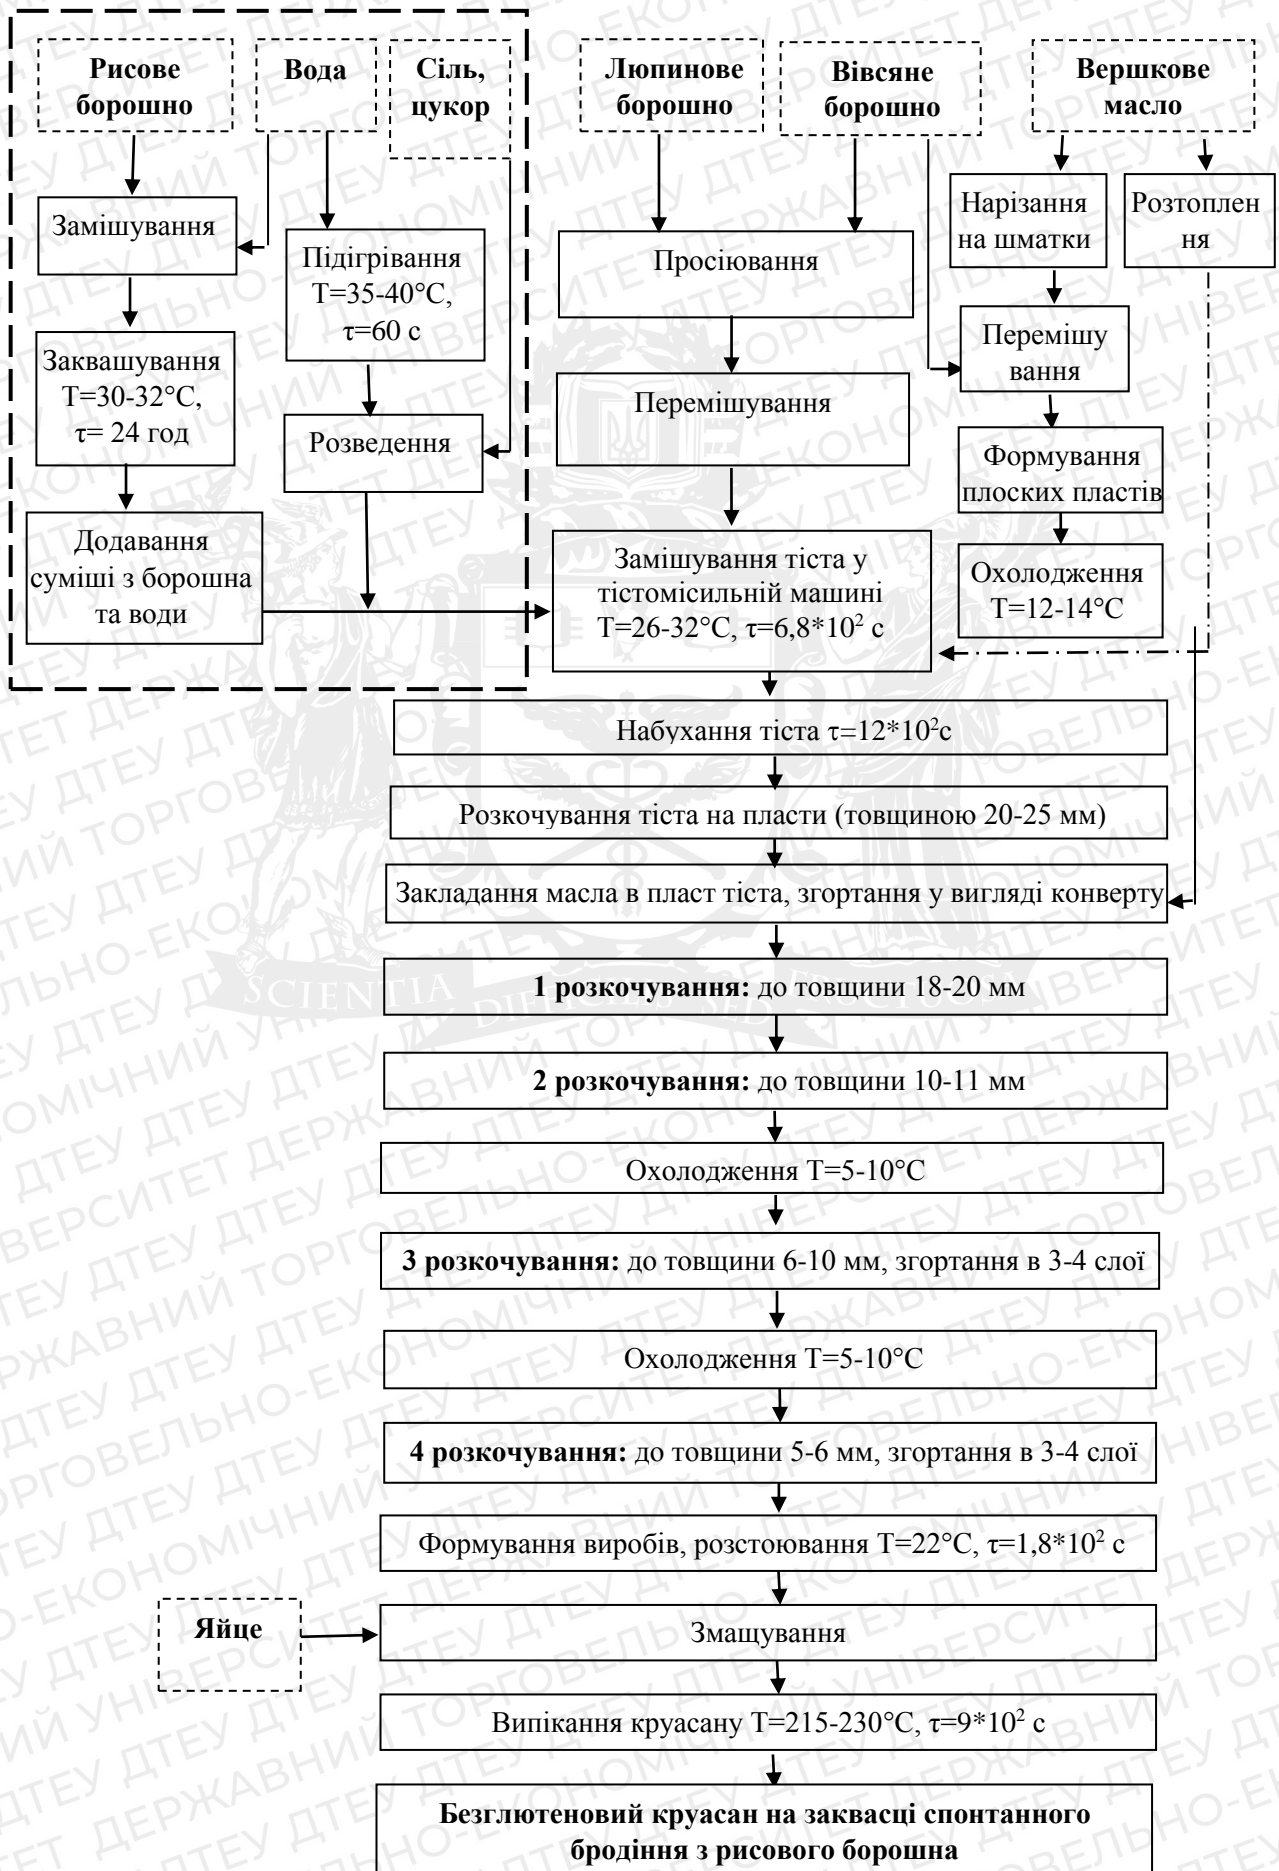 Рисове
борошно
Вода
Сіль,
цукор
Люпинове
борошно
Вівсяне
борошно
Вершкове
масло
Замішування
Підігрівання
Т=35-40°С,
τ=60 с
Просіювання
Нарізання
на шматки
Розтоплен
ня
Заквашування
Т=30-32°С,
τ= 24 год
Розведення
Перемішування
Перемішу
вання
Формування
плоских пластів
Додавання
суміші з борошна
та води
Замішування тіста у
тістомісильній машині
Т=26-32°С, τ=6,8*10² с
Охолодження
Т=12-14°С
Набухання тіста τ=12*10²с
Розкочування тіста на пласти (товщиною 20-25 мм)
Закладання масла в пласт тіста, згортання у вигляді конверту
1 розкочування: до товщини 18-20 мм
2 розкочування: до товщини 10-11 мм
Охолодження Т=5-10°С
3 розкочування: до товщини 6-10 мм, згортання в 3-4 слої
Охолодження Т=5-10°С
4 розкочування: до товщини 5-6 мм, згортання в 3-4 слої
Формування виробів, розстоювання Т=22°С, τ=1,8*10² с
Яйце
Змащування
Випікання круасану Т=215-230°С, τ=9*10² с
Безглютеновий круасан на заквасці спонтанного
бродіння з рисового борошна